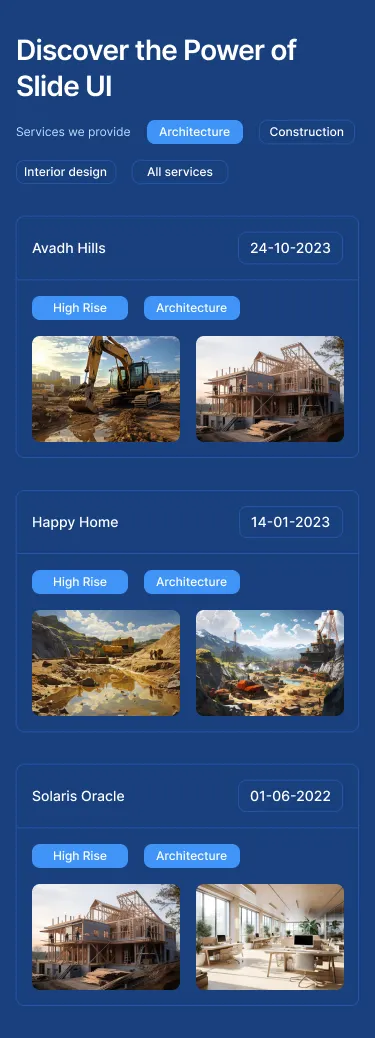 Discover the Power of
Slide UI
Services we provide Architecture Construction
Interior design All services
Avadh Hills 24-10-2023
High Rise Architecture
Happy Home 14-01-2023
High Rise Architecture
Solaris Oracle 01-06-2022
High Rise Architecture